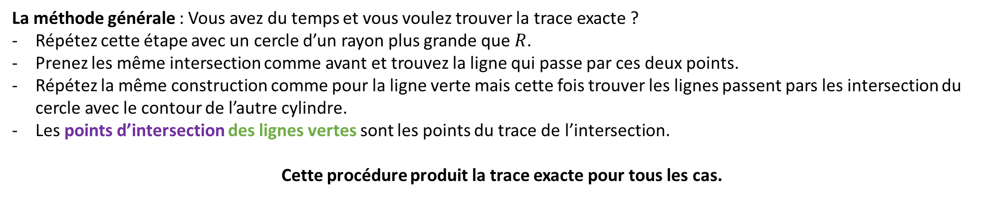 La méthode générale : Vous avez du temps et vous voulez trouver la trace exacte ?
- Répétez cette étape avec un cercle d’un rayon plus grande que R.
- Prenez les même intersection comme avant et trouvez la ligne qui passe par ces deux points.
- Répétez la même construction comme pour la ligne verte mais cette fois trouver les lignes passent pars les intersection du
cercle avec le contour de l’autre cylindre.
- Les points d’intersection des lignes vertes sont les points du trace de l’intersection.
Cette procédure produit la trace exacte pour tous les cas.